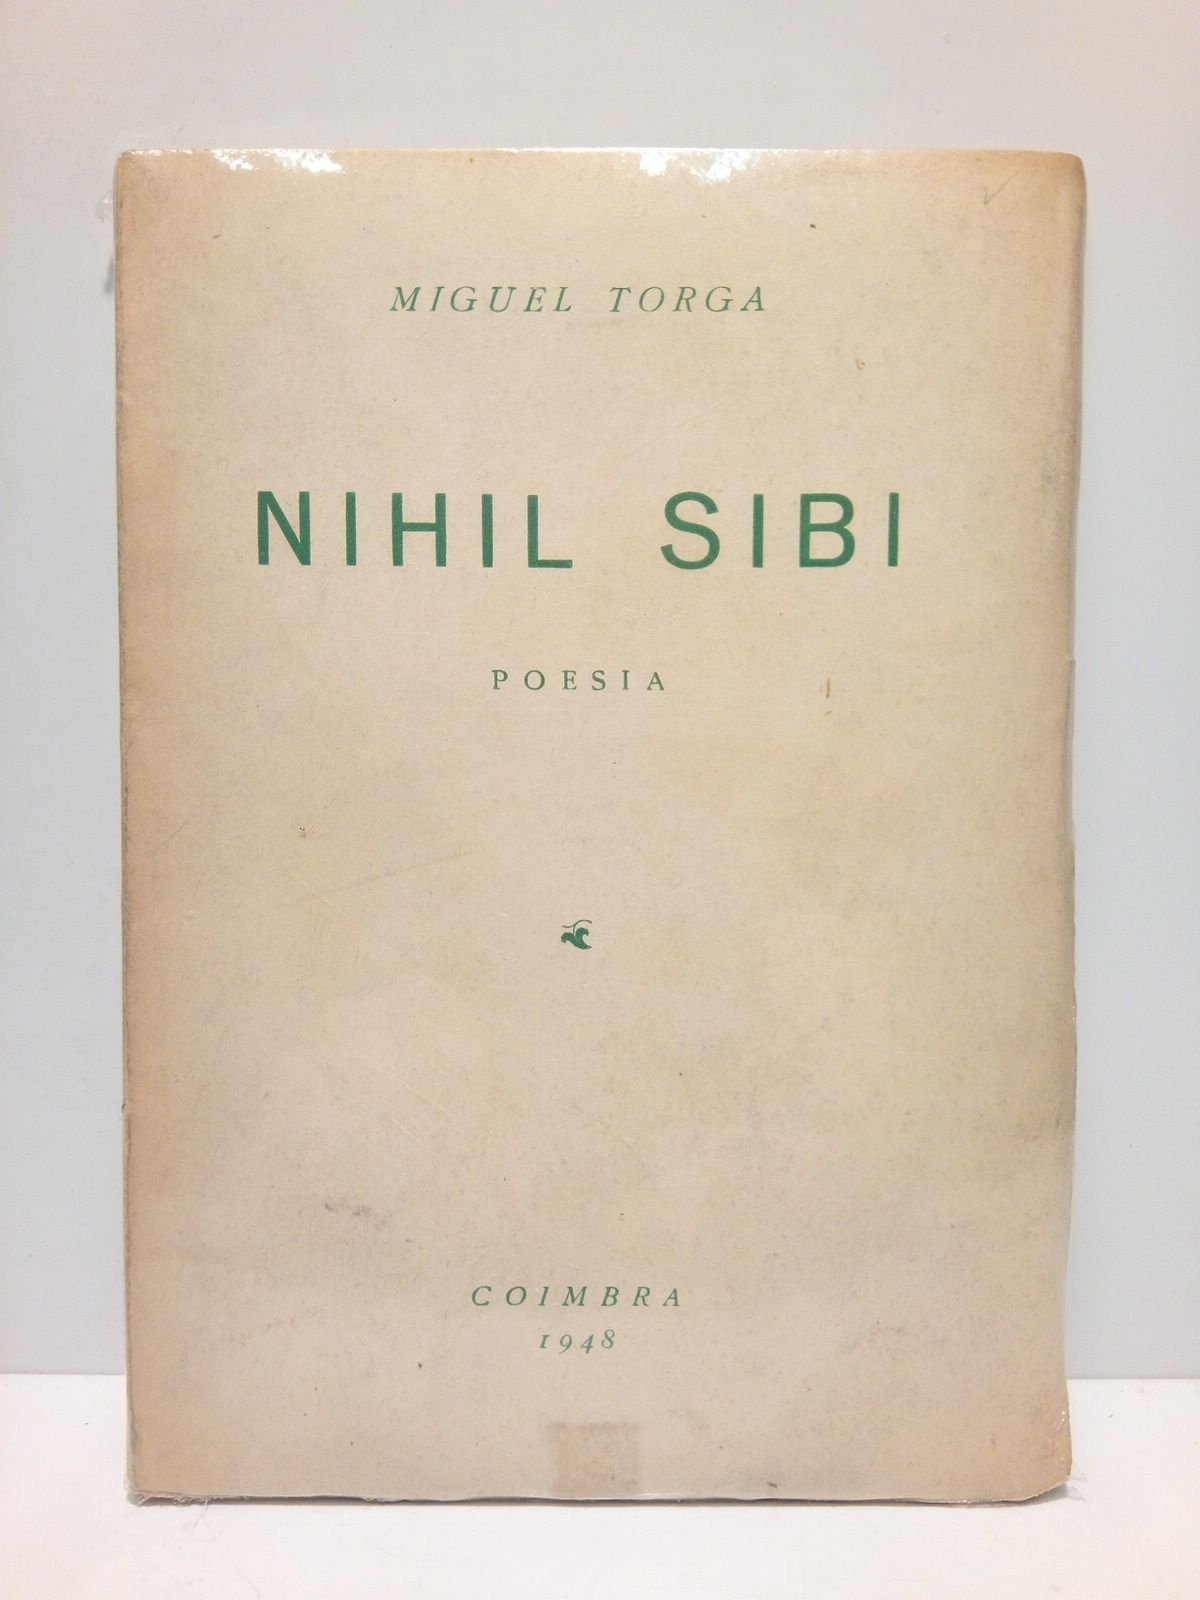 MIGUEL TORGA
NIHIL SIBI
POESIA
COIMBRA
1948